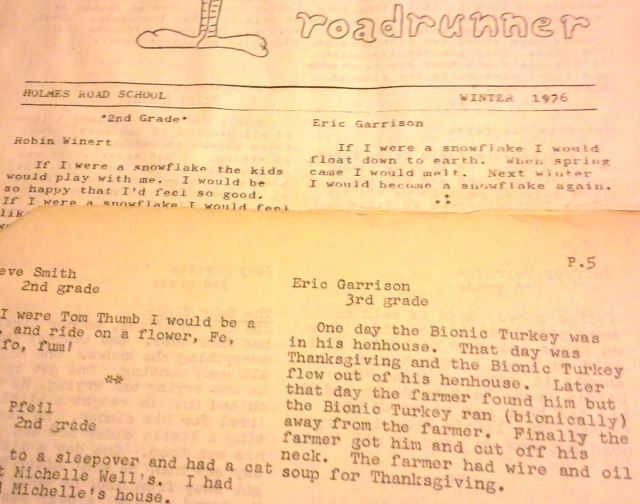 roadrunner
HOLMES ROAD SCHOOL
WINTER 1976
*2nd Grade*
Robin Winert
If I were a snowflake the kids
would play with me. I would be
so happy that I'd feel so good.
If I were a snowflake I would feel
lik
Eric Garrison
If I were a snowflake I would
float down to earth. When spring
came I would melt. Next winter
I would become a snowflake again.
P.5
eve Smith
2nd grade
I were Tom Thumb I would be a
, and ride on a flower, Fe,
fo, fum!
**
Pfeil
2nd grade
to a sleepover and had a cat
t Michelle Well's. I had
Michelle's house.
Eric Garrison
3rd grade
One day the Bionic Turkey was
in his henhouse. That day was
Thanksgiving and the Bionic Turkey
flew out of his henhouse. Later
that day the farmer found him but
the Bionic Turkey ran (bionically)
away from the farmer. Finally the
farmer got him and cut off his
neck. The farmer had wire and oil
soup for Thanksgiving.